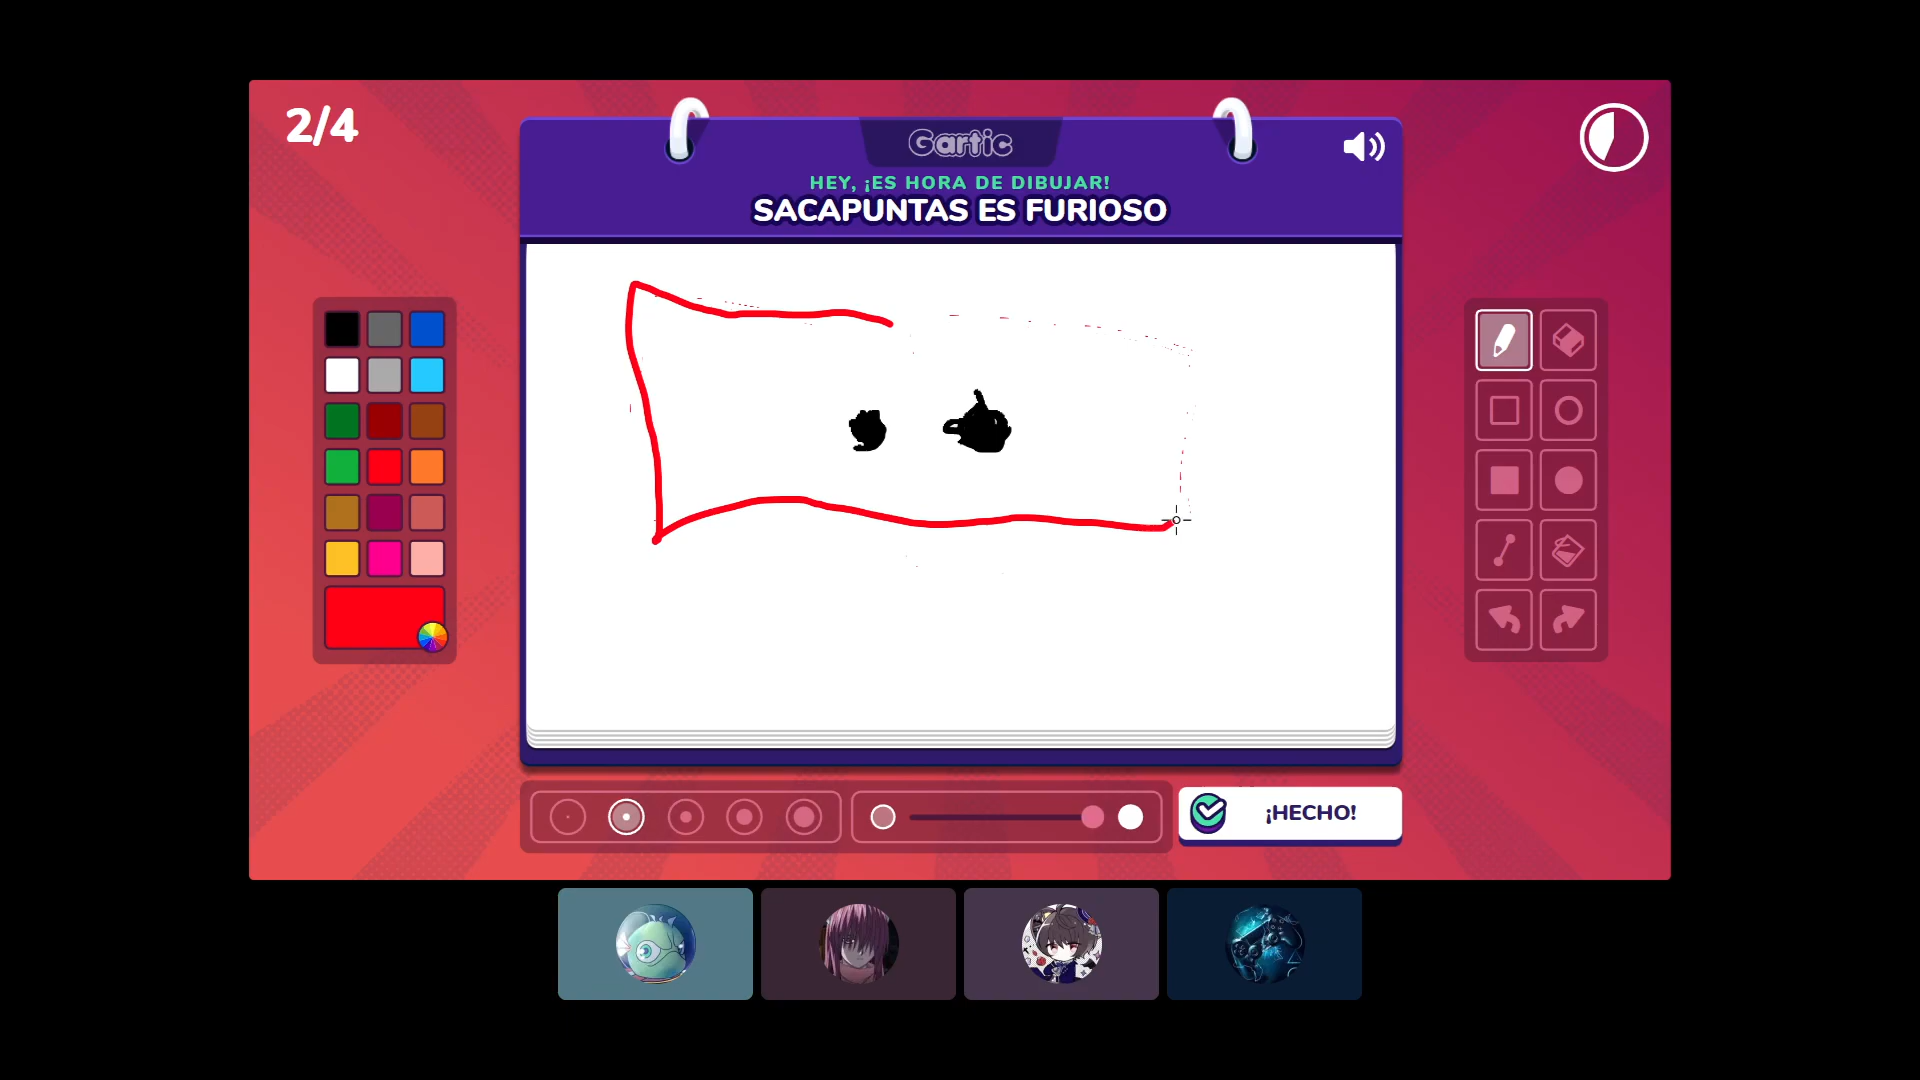 2/4
Gartic
HEY, ¡ES HORA DE DIBUJAR!
SACAPUNTAS ES FURIOSO
¡HECHO!